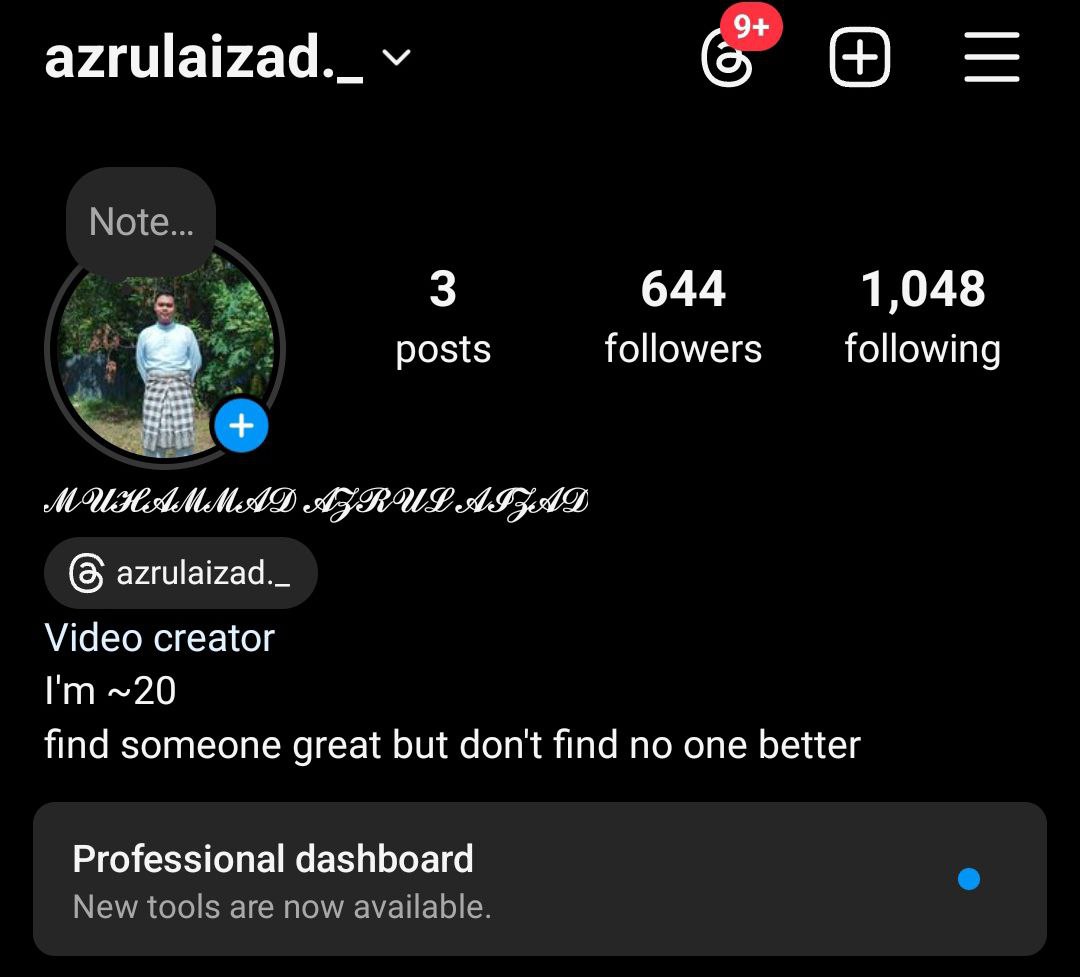 azrulaizad._
9+
Note...
3 644 1,048
posts followers following
MUHAMMAD AZRUL AIZAD
azrulaizad._
Video creator
I'm ~20
find someone great but don't find no one better
Professional dashboard
New tools are now available.